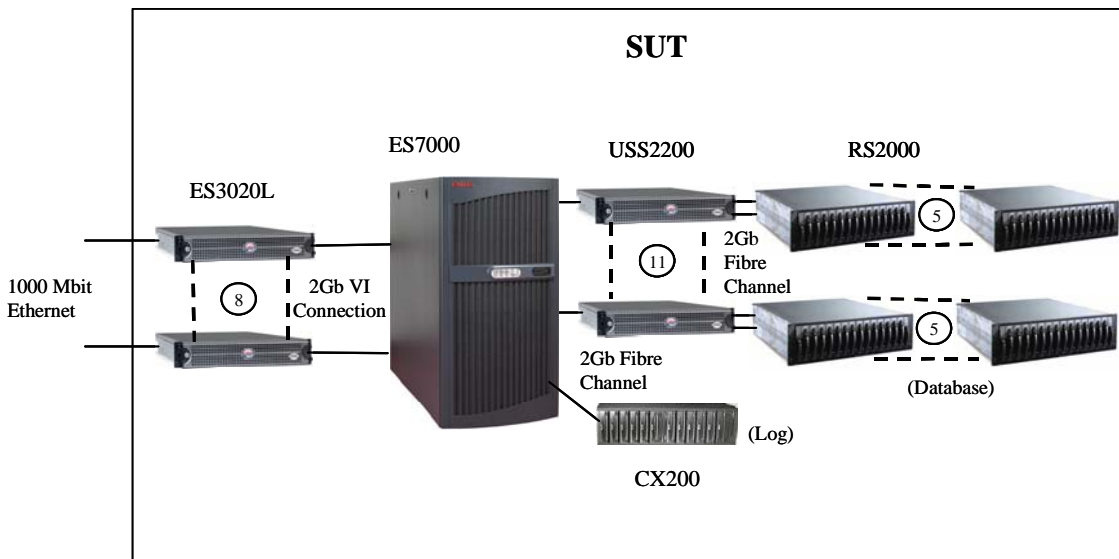 SUT
ES7000
USS2200
RS2000
ES3020L
5
2Gb
Fibre
Channel
11
1000 Mbit
Ethernet
8
2Gb VI
Connection
5
2Gb Fibre
Channel
(Database)
(Log)
CX200